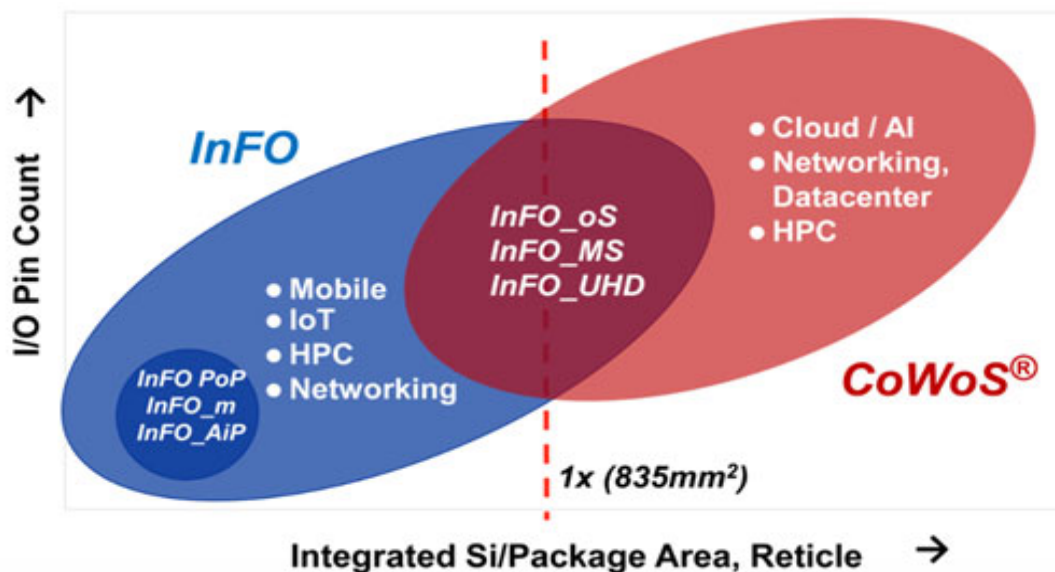 I/O Pin Count →
InFO
● Mobile
● IoT
● HPC
● Networking
InFO PoP
InFO_m
InFO_AiP
InFO_oS
InFO_MS
InFO_UHD
● Cloud / AI
● Networking,
Datacenter
● HPC
CoWoS®
1x (835mm²)
Integrated Si/Package Area, Reticle →